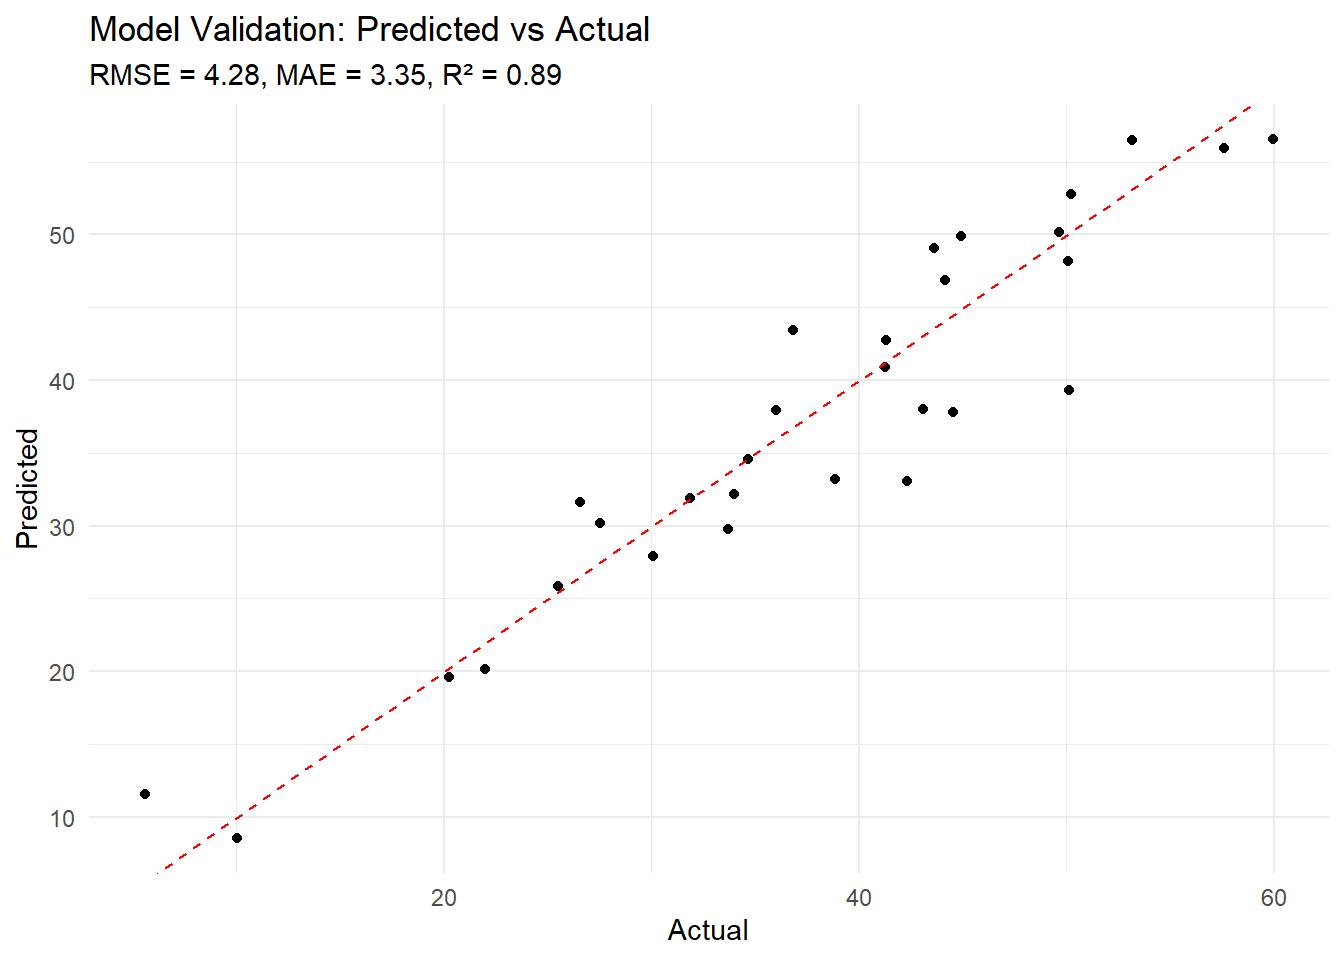 Model Validation: Predicted vs Actual
RMSE = 4.28, MAE = 3.35, R² = 0.89
Predicted
50
40
30
20
10
20 40 60
Actual